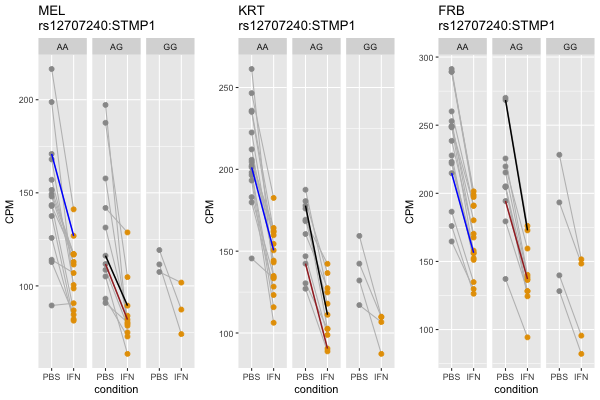 MEL
rs12707240:STMP1
AA AG GG
200
150
100
CPM
PBS IFN PBS IFN PBS IFN
condition
KRT
rs12707240:STMP1
AA AG GG
250
200
150
100
CPM
PBS IFN PBS IFN PBS IFN
condition
FRB
rs12707240:STMP1
AA AG GG
300
250
200
150
100
CPM
PBS IFN PBS IFN PBS IFN
condition